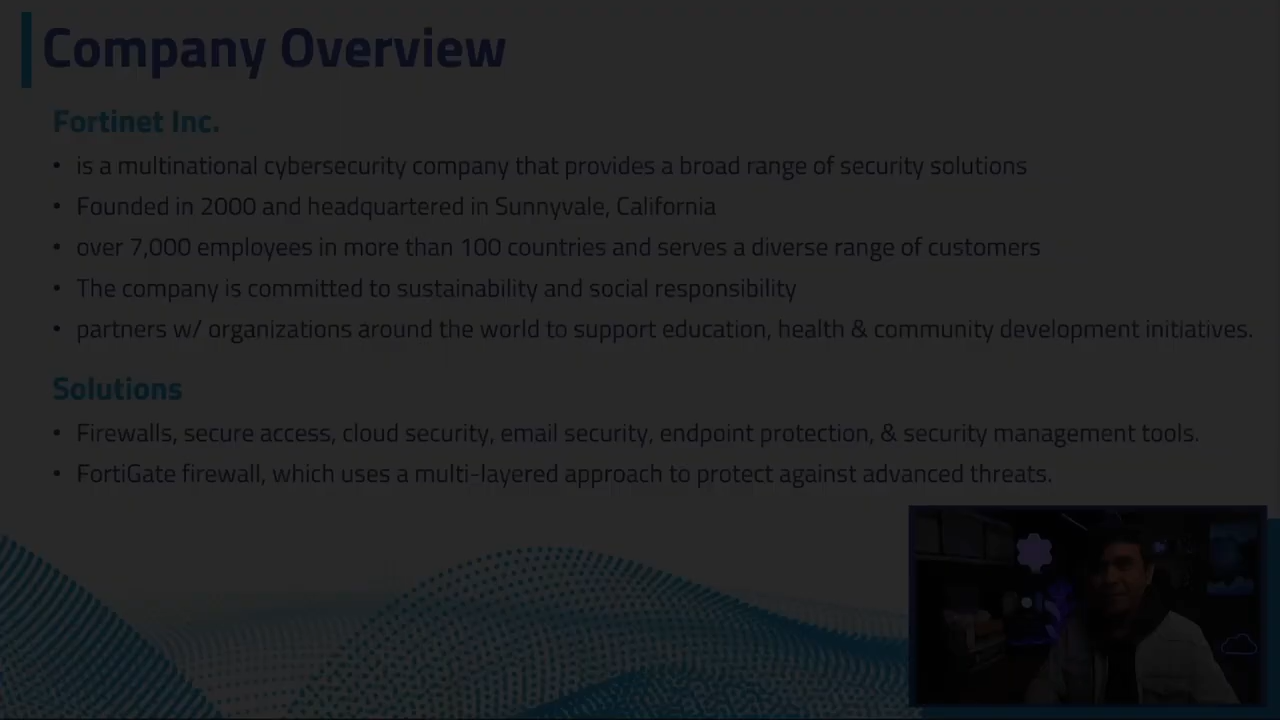 Company Overview
Fortinet Inc.
• is a multinational cybersecurity company that provides a broad range of security solutions
• Founded in 2000 and headquartered in Sunnyvale, California
• over 7,000 employees in more than 100 countries and serves a diverse range of customers
• The company is committed to sustainability and social responsibility
• partners w/ organizations around the world to support education, health & community development initiatives.
Solutions
• Firewalls, secure access, cloud security, email security, endpoint protection, & security management tools.
• FortiGate firewall, which uses a multi-layered approach to protect against advanced threats.